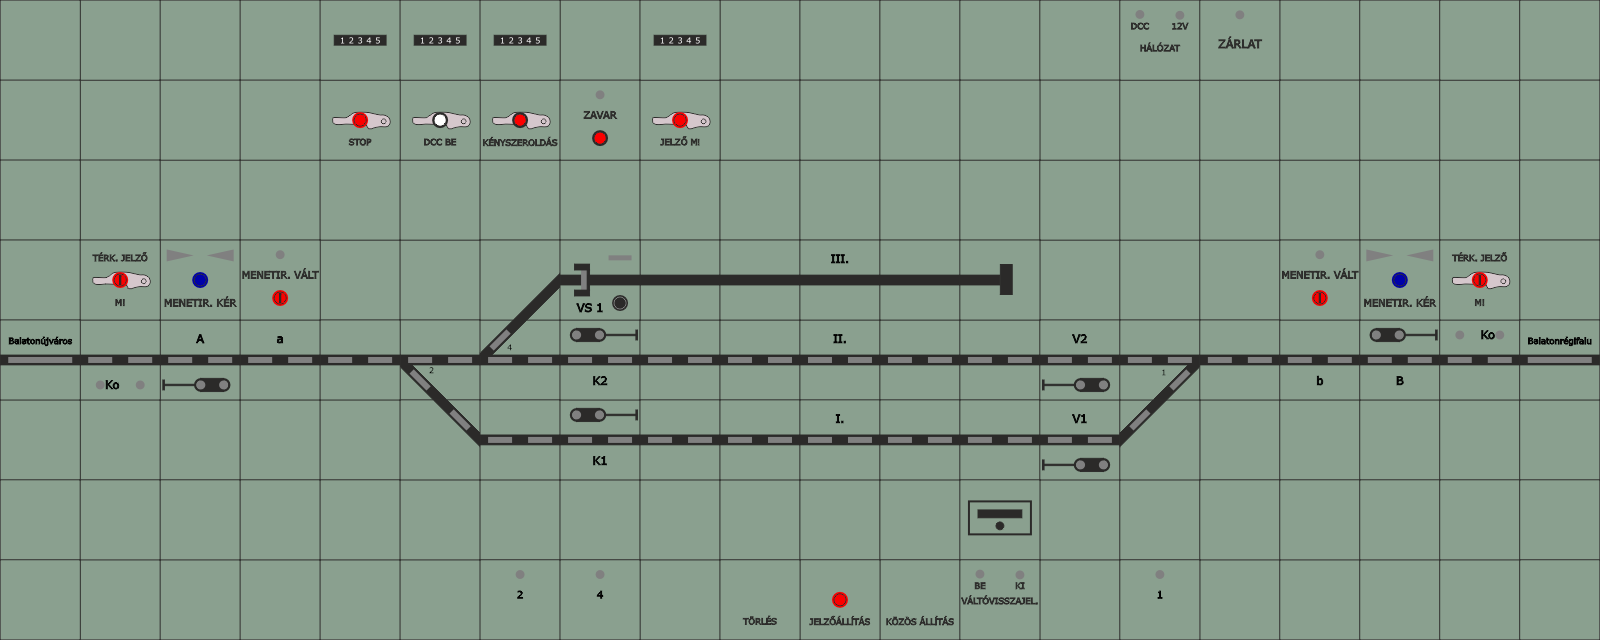 DCC 12V
HÁLÓZAT
ZÁRLAT
1 2 3 4 5
1 2 3 4 5
1 2 3 4 5
1 2 3 4 5
STOP
DCC BE
KÉNYSZEROLDÁS
ZAVAR
JELZŐ M!
TÉRK. JELZŐ
M!
MENETIR. KÉR
MENETIR. VÁLT
III.
VS 1
MENETIR. VÁLT
MENETIR. KÉR
TÉRK. JELZŐ
M!
Balatonújváros
A
a
4
II.
V2
Ko
Balatonrégifalu
Ko
2
K2
1
b
B
I.
V1
K1
2
4
TÖRLÉS
JELZŐÁLLÍTÁS
KÖZÖS ÁLLÍTÁS
BE KI
VÁLTÓVISSZAJEL.
1